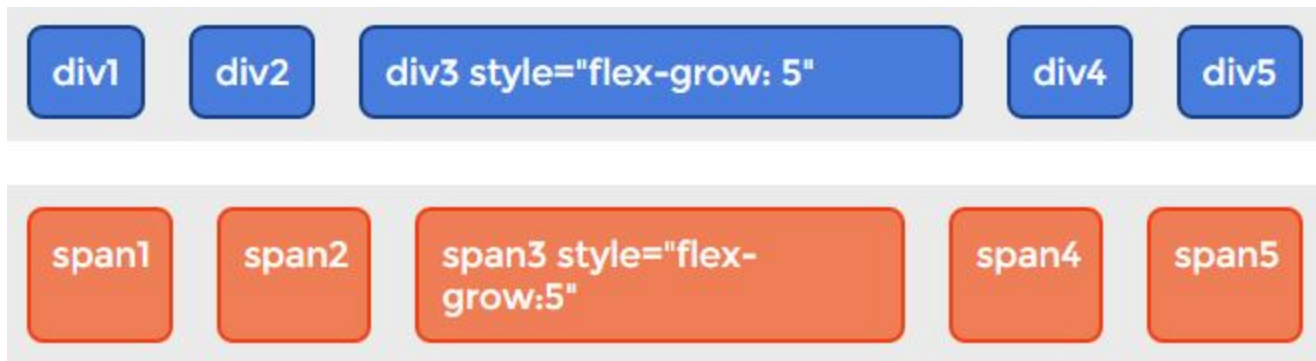 div1 div2 div3 style="flex-grow: 5" div4 div5
span1 span2 span3 style="flex- span4 span5
grow:5"